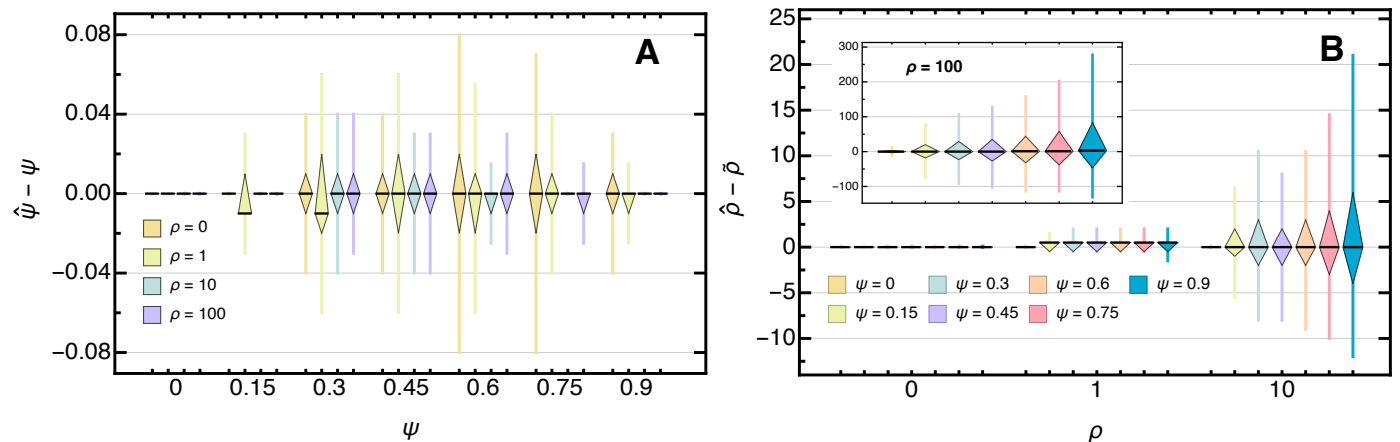 A
0.08
0.04
0.00
−0.04
−0.08
ψ̂ − ψ
ρ = 0
ρ = 1
ρ = 10
ρ = 100
0 0.15 0.3 0.45 0.6 0.75 0.9
ψ
B
25
20
15
10
5
0
−5
−10
ρ̂ − ρ̃
ρ = 100
300
200
100
0
−100
ψ = 0 ψ = 0.3 ψ = 0.6 ψ = 0.9
ψ = 0.15 ψ = 0.45 ψ = 0.75
0 1 10
ρ